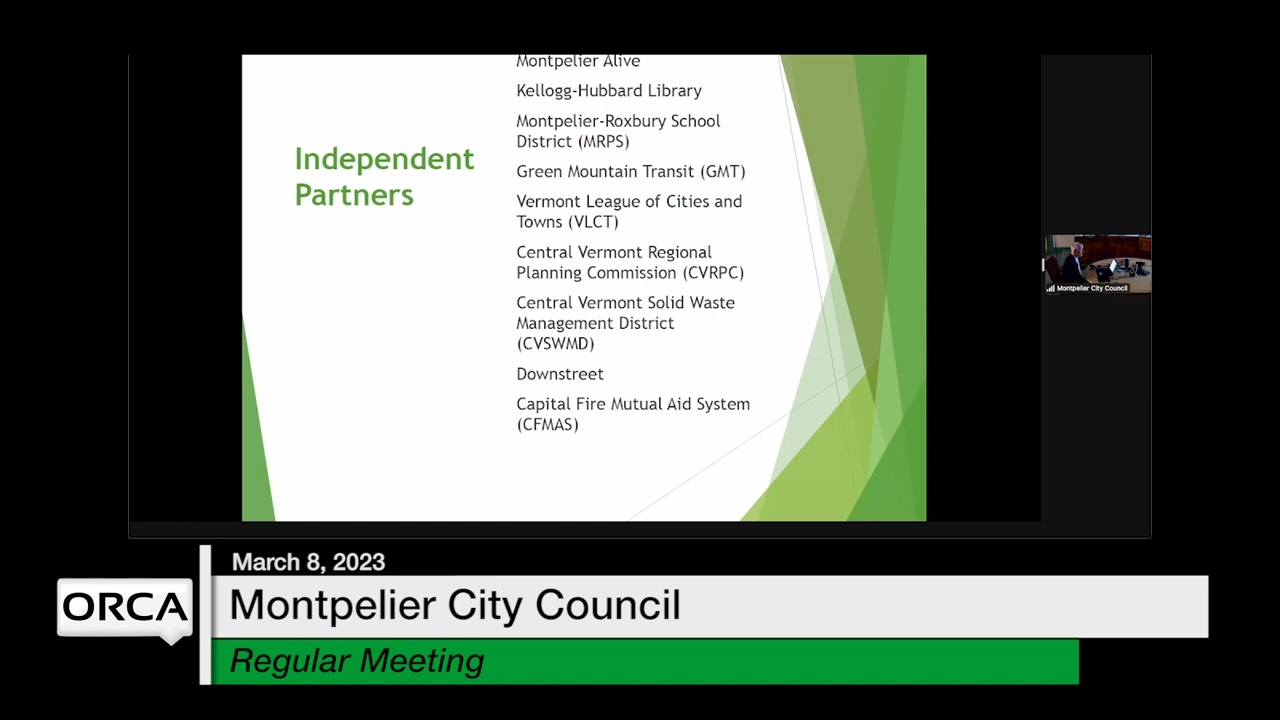 Montpelier Alive
Kellogg-Hubbard Library
Montpelier-Roxbury School
District (MRPS)
Independent
Partners
Green Mountain Transit (GMT)
Vermont League of Cities and
Towns (VLCT)
Central Vermont Regional
Planning Commission (CVRPC)
Central Vermont Solid Waste
Management District
(CVSWMD)
Downstreet
Capital Fire Mutual Aid System
(CFMAS)
Montpelier City Council
March 8, 2023
ORCA
Montpelier City Council
Regular Meeting